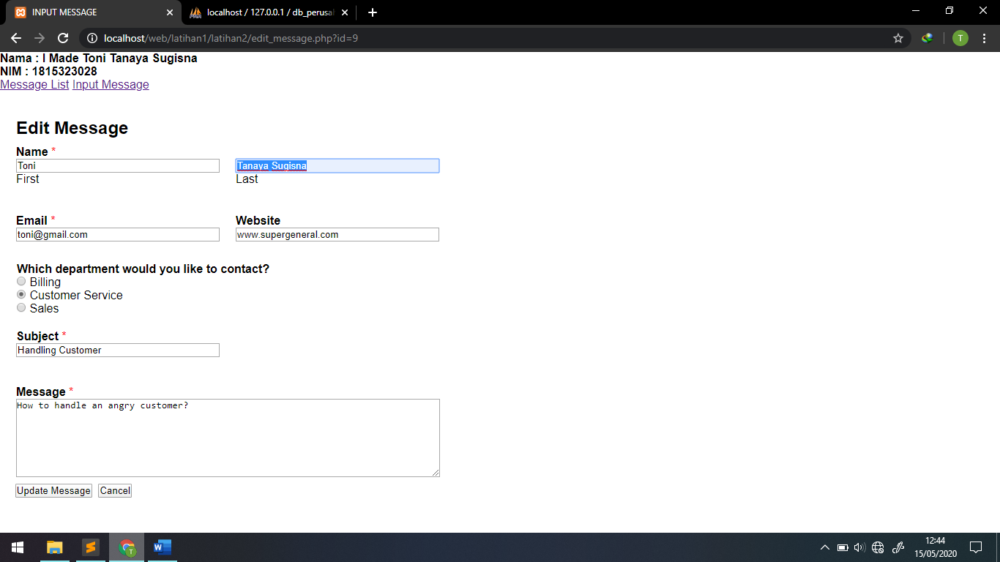 INPUT MESSAGE
localhost / 127.0.0.1 / db_perusa
localhost/web/latihan1/latihan2/edit_message.php?id=9
T
Nama : I Made Toni Tanaya Sugisna
NIM : 1815323028
Message List Input Message
Edit Message
Name *
Toni Tanaya Sugisna
First Last
Email * Website
toni@gmail.com www.supergeneral.com
Which department would you like to contact?
Billing
Customer Service
Sales
Subject *
Handling Customer
Message *
How to handle an angry customer?
Update Message Cancel
12:44
15/05/2020